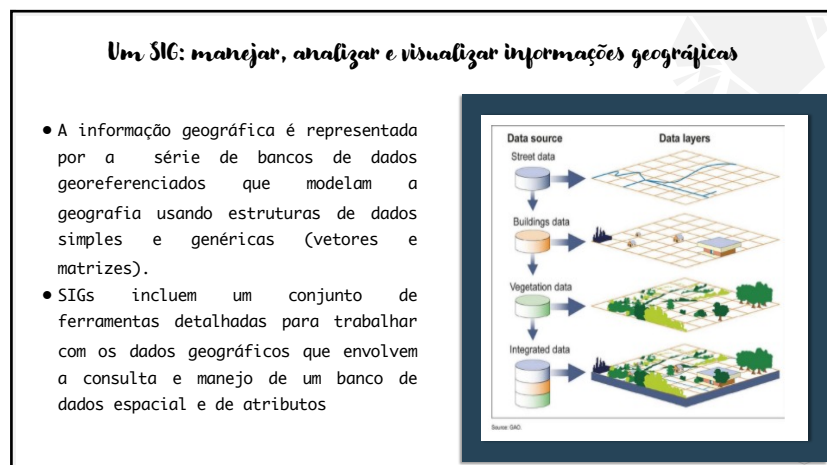 Um SIG: manejar, analizar e visualizar informações geográficas
● A informação geográfica é representada
por a série de bancos de dados
georeferenciados que modelam a
geografia usando estruturas de dados
simples e genéricas (vetores e
matrizes).
● SIGs incluem um conjunto de
ferramentas detalhadas para trabalhar
com os dados geográficos que envolvem
a consulta e manejo de um banco de
dados espacial e de atributos
Data source Data layers
Street data
Buildings data
Vegetation data
Integrated data
Source: GAO.